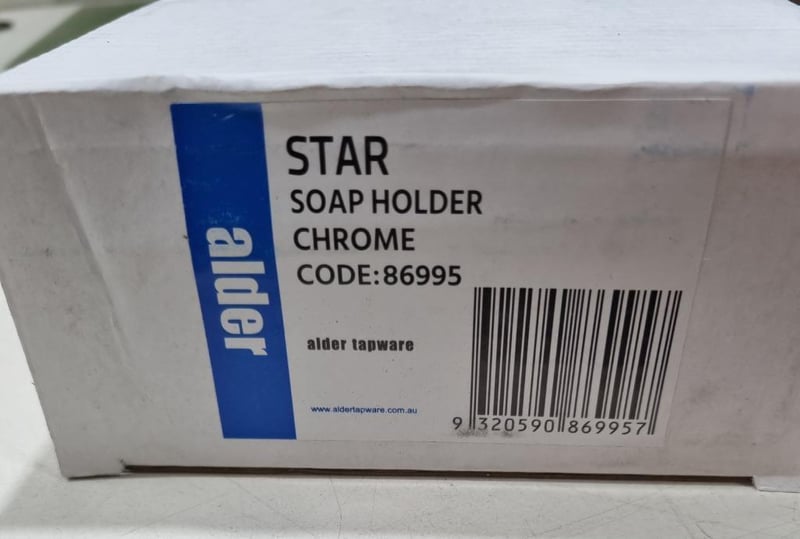 alder
STAR
SOAP HOLDER
CHROME
CODE:86995
alder tapware
www.aldertapware.com.au
9 320590 869957